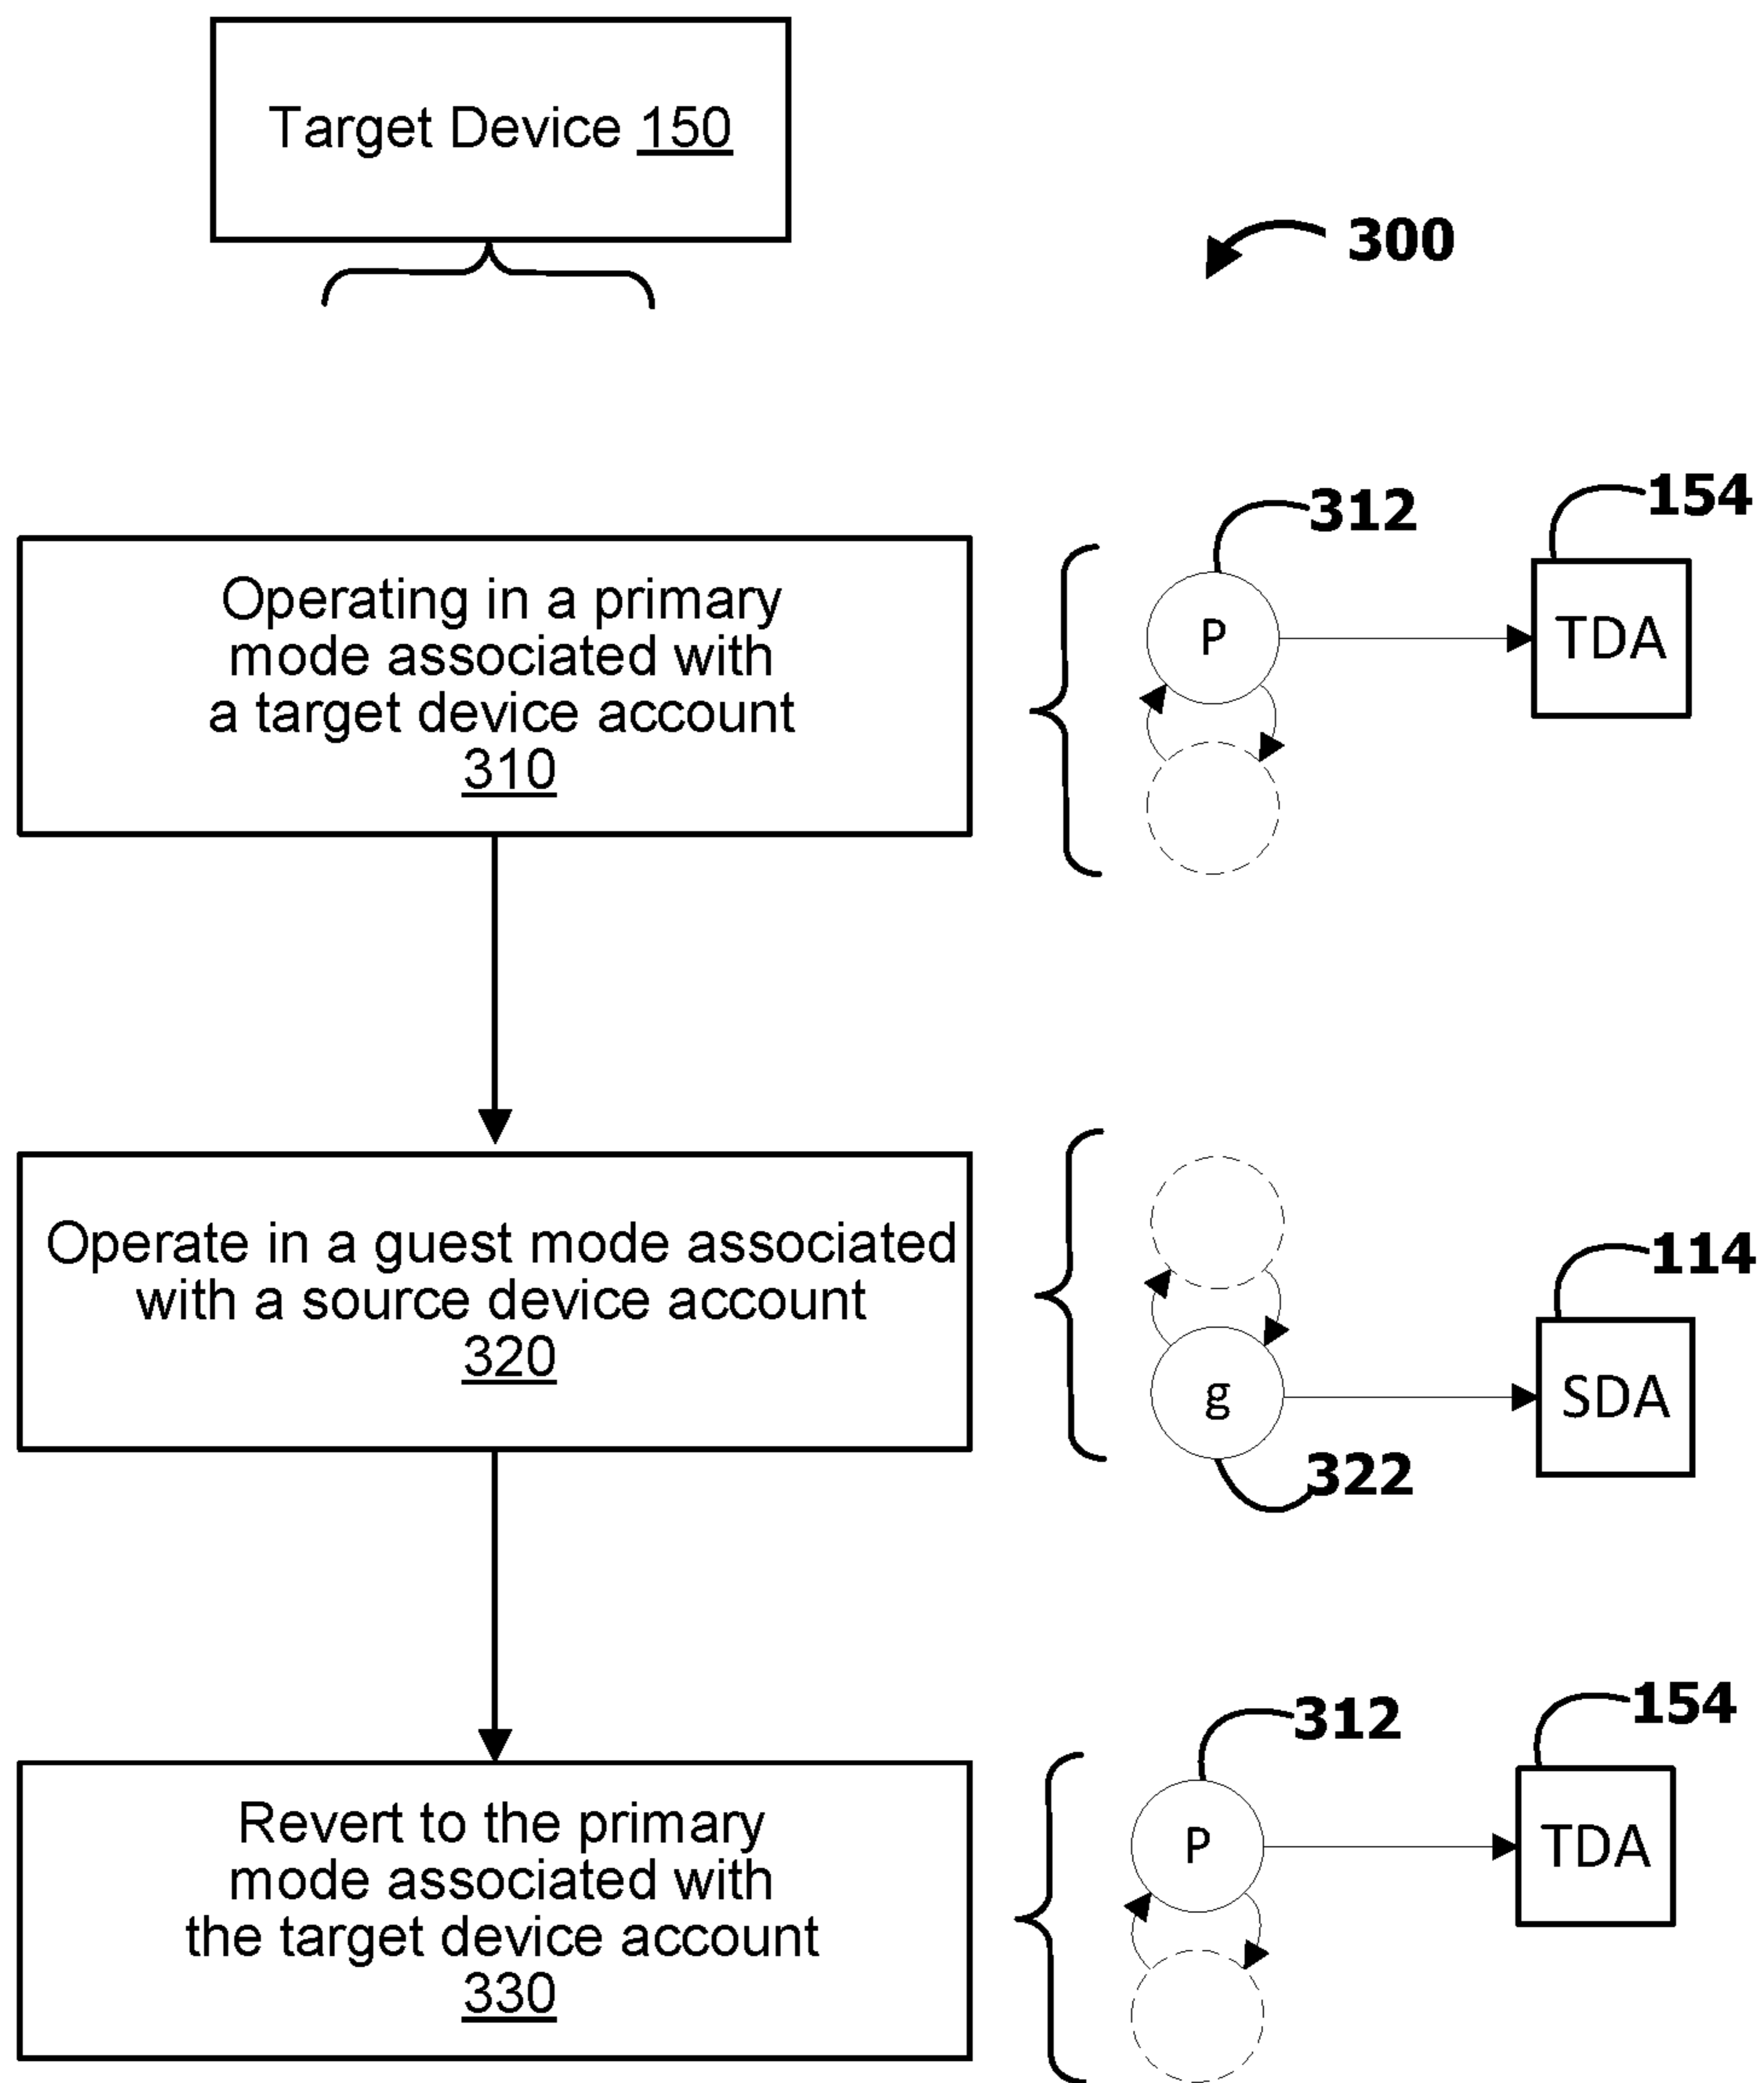 Target Device 150
300
Operating in a primary
mode associated with
a target device account
310
312
154
P
TDA
Operate in a guest mode associated
with a source device account
320
114
g
SDA
322
Revert to the primary
mode associated with
the target device account
330
312
154
P
TDA